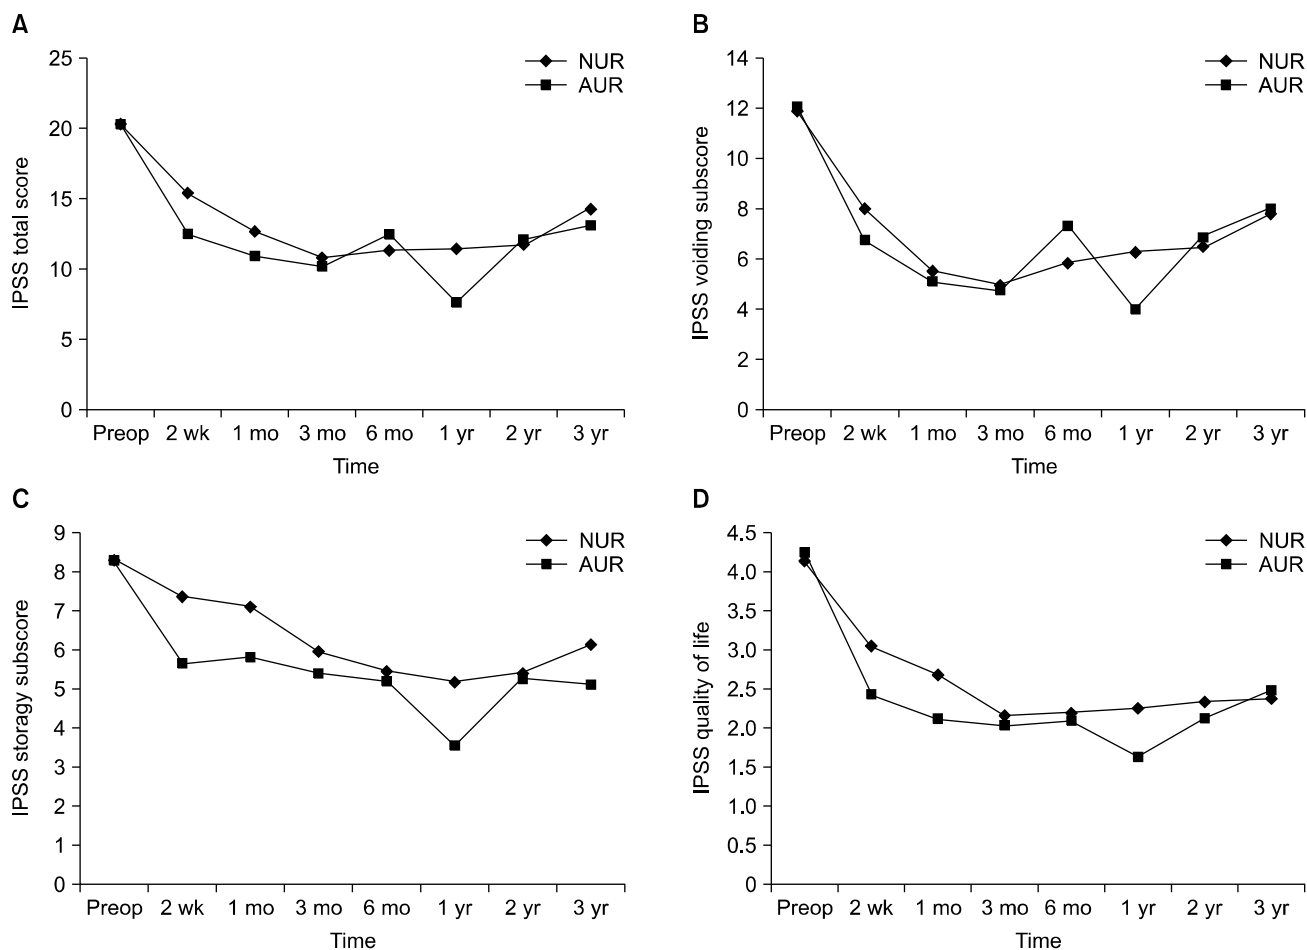 A
IPSS total score
25
20
15
10
5
0
NUR
AUR
Preop 2 wk 1 mo 3 mo 6 mo 1 yr 2 yr 3 yr
Time
B
IPSS voiding subscore
14
12
10
8
6
4
2
0
NUR
AUR
Preop 2 wk 1 mo 3 mo 6 mo 1 yr 2 yr 3 yr
Time
C
IPSS storagy subscore
9
8
7
6
5
4
3
2
1
0
NUR
AUR
Preop 2 wk 1 mo 3 mo 6 mo 1 yr 2 yr 3 yr
Time
D
IPSS quality of life
4.5
4.0
3.5
3.0
2.5
2.0
1.5
1.0
0.5
0
NUR
AUR
Preop 2 wk 1 mo 3 mo 6 mo 1 yr 2 yr 3 yr
Time